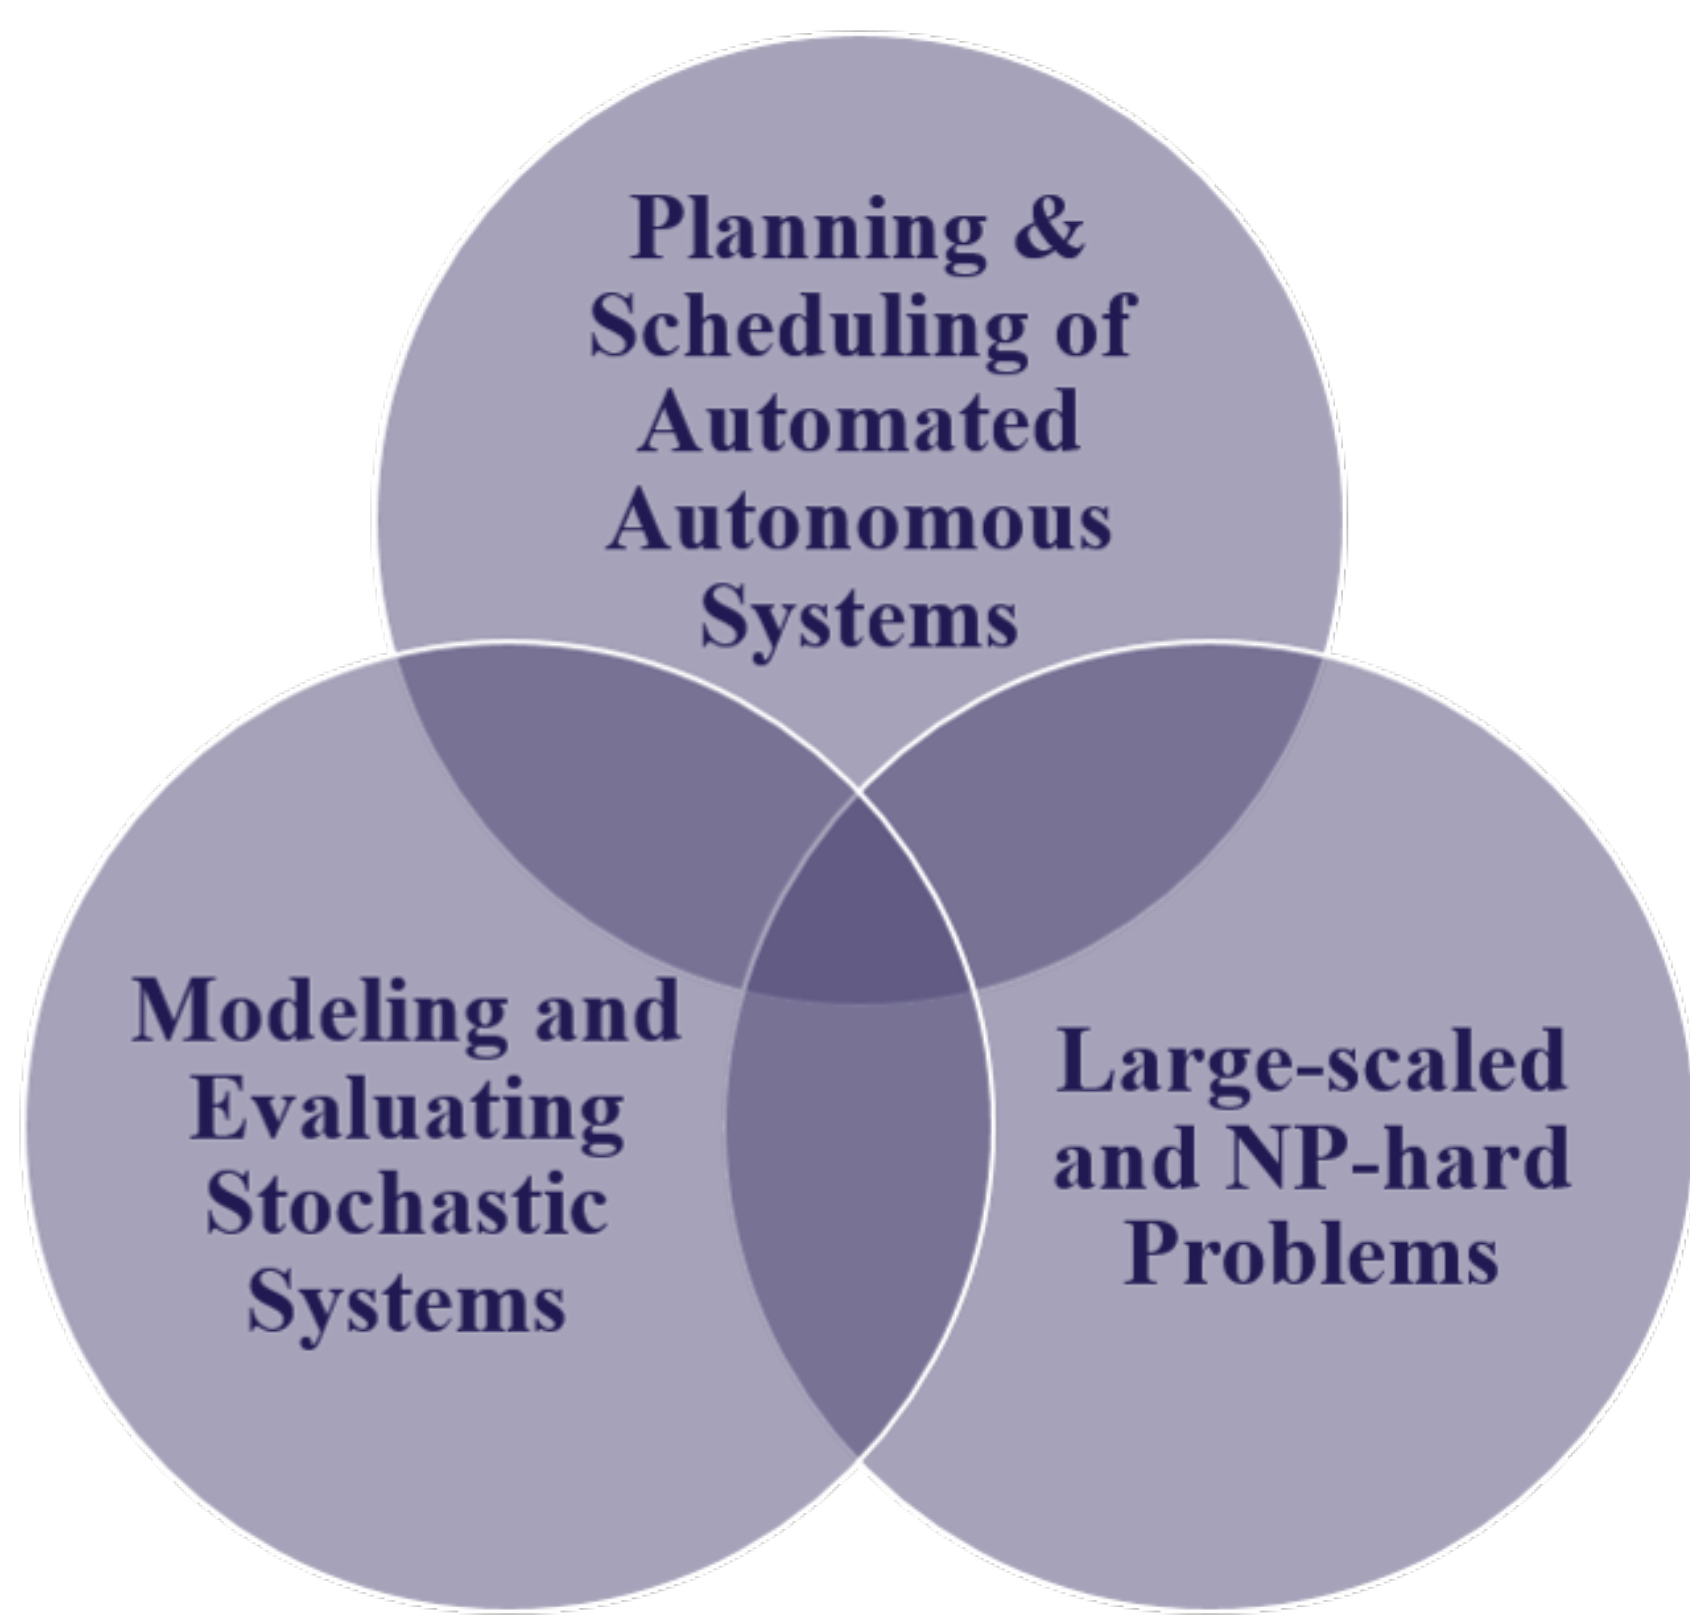 Planning &
Scheduling of
Automated
Autonomous
Systems
Modeling and
Evaluating
Stochastic
Systems
Large-scaled
and NP-hard
Problems